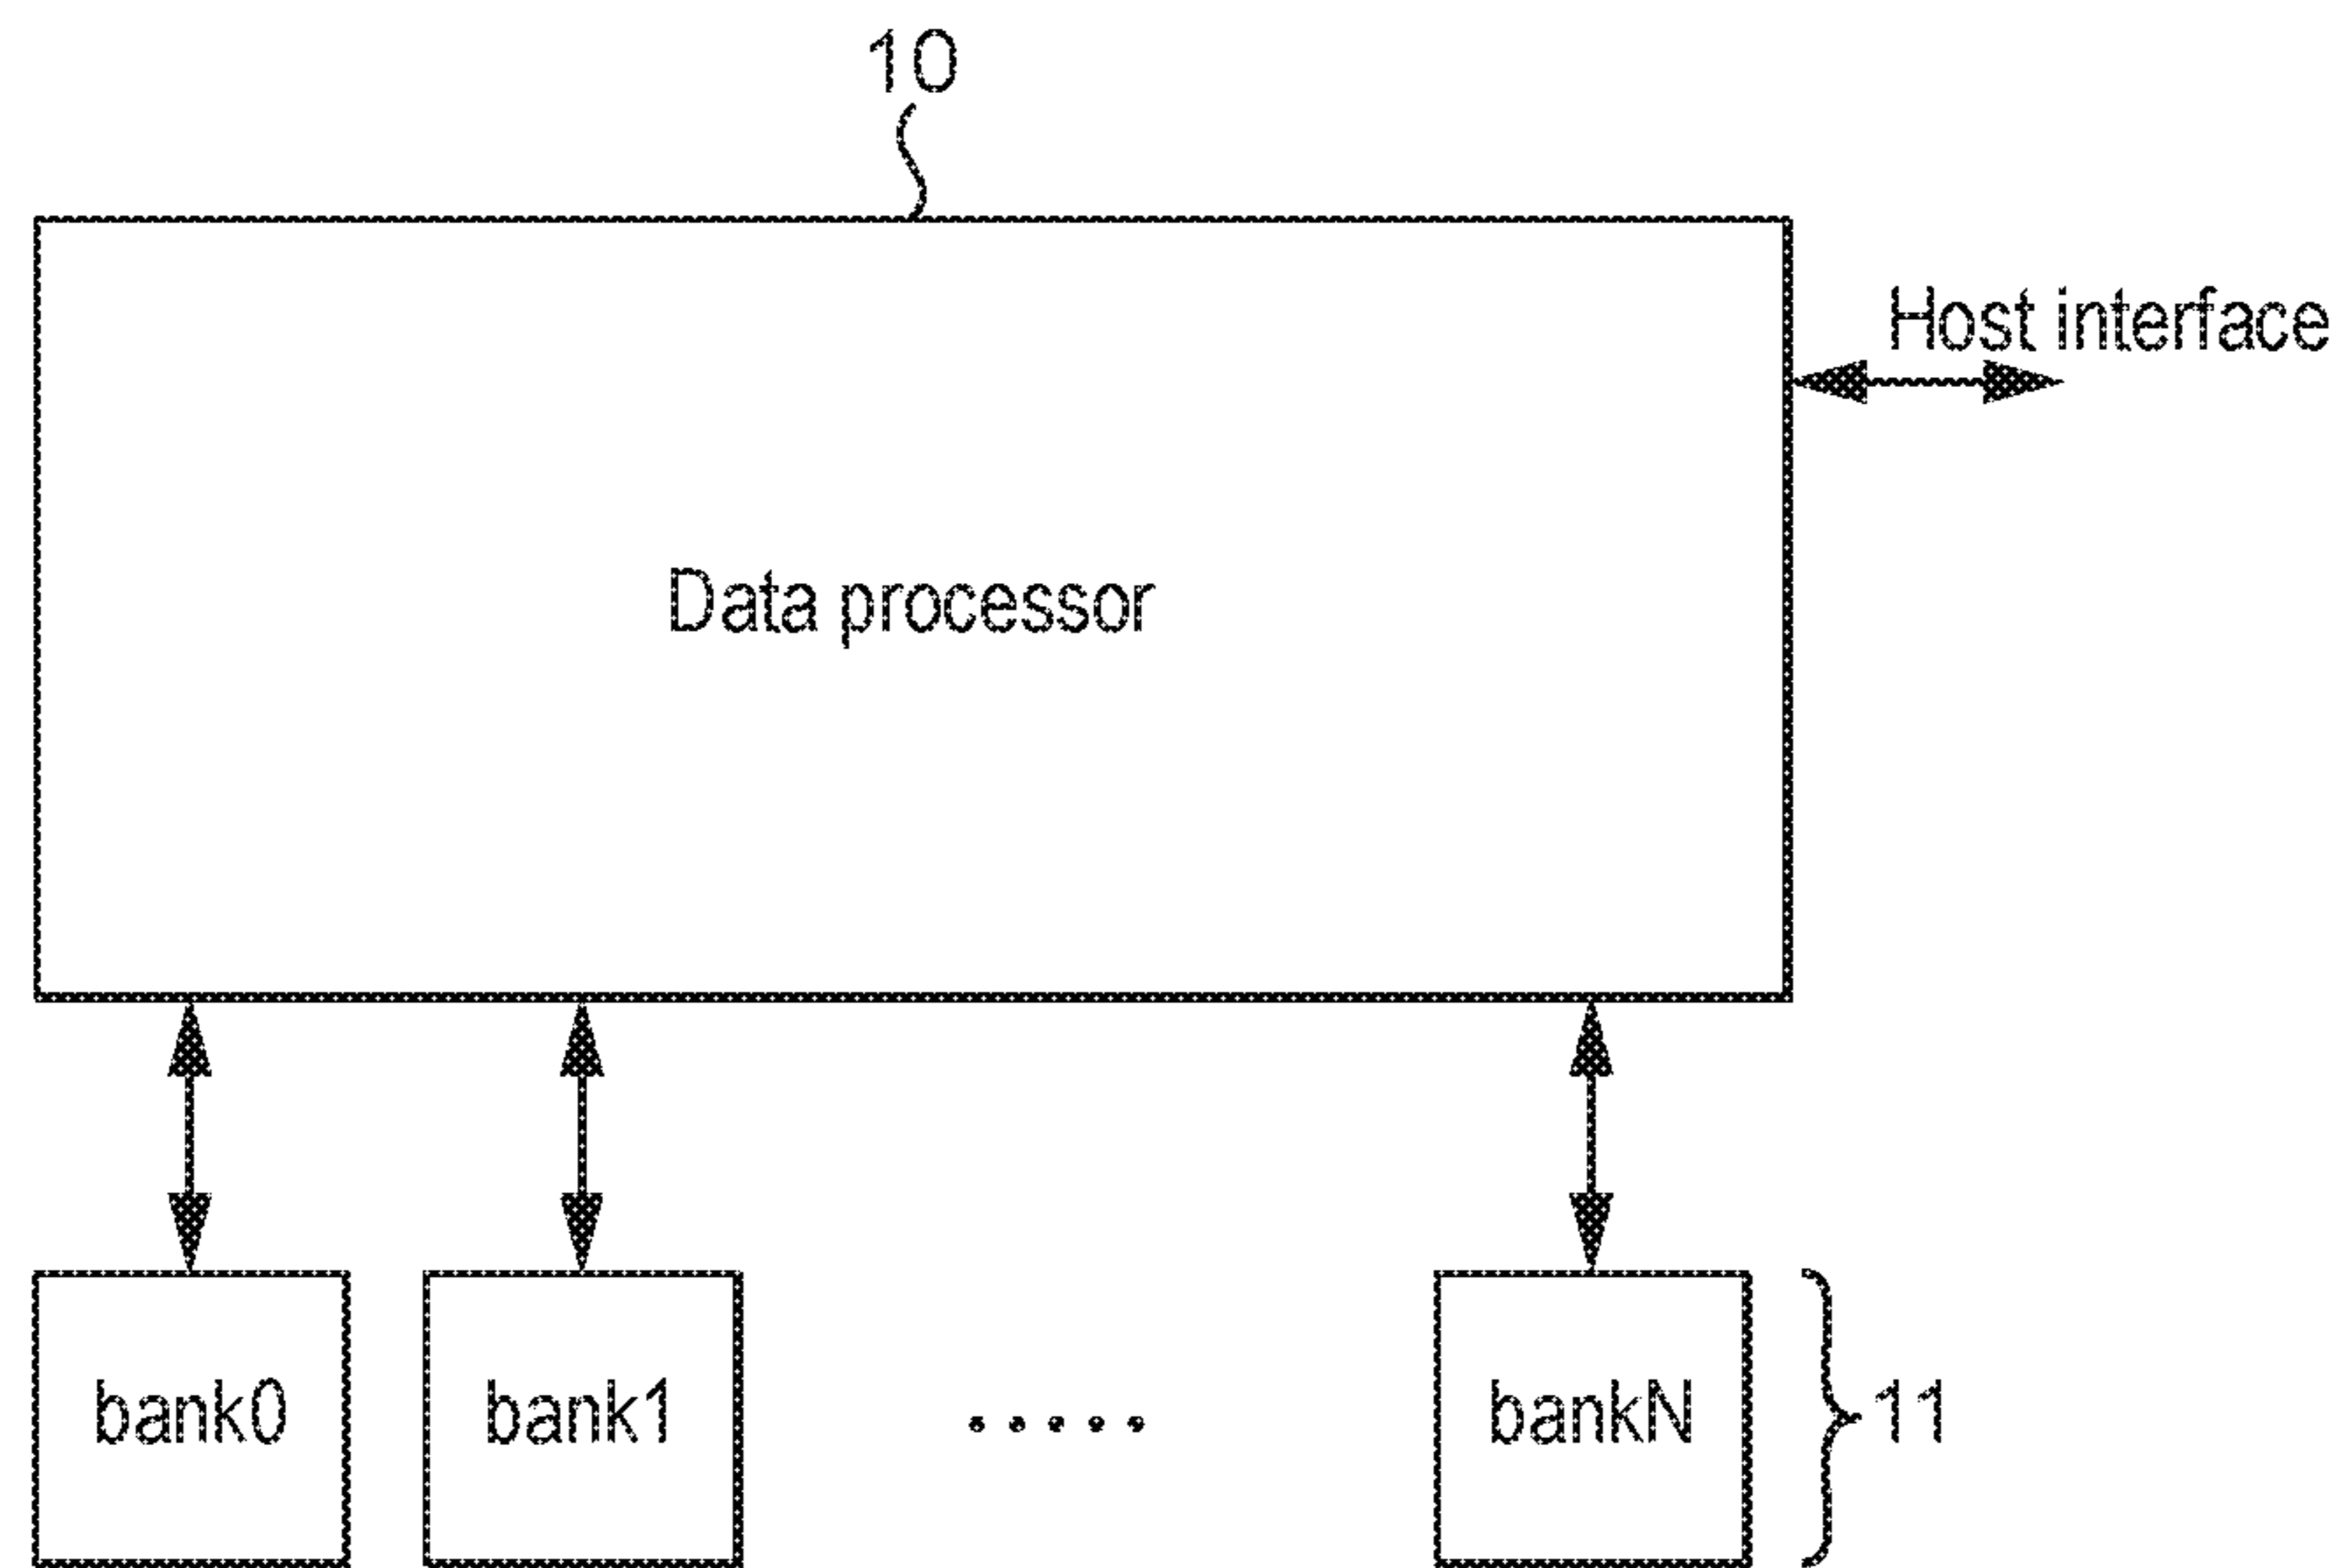 10
Host interface
Data processor
bank0 bank1 ..... bankN 11